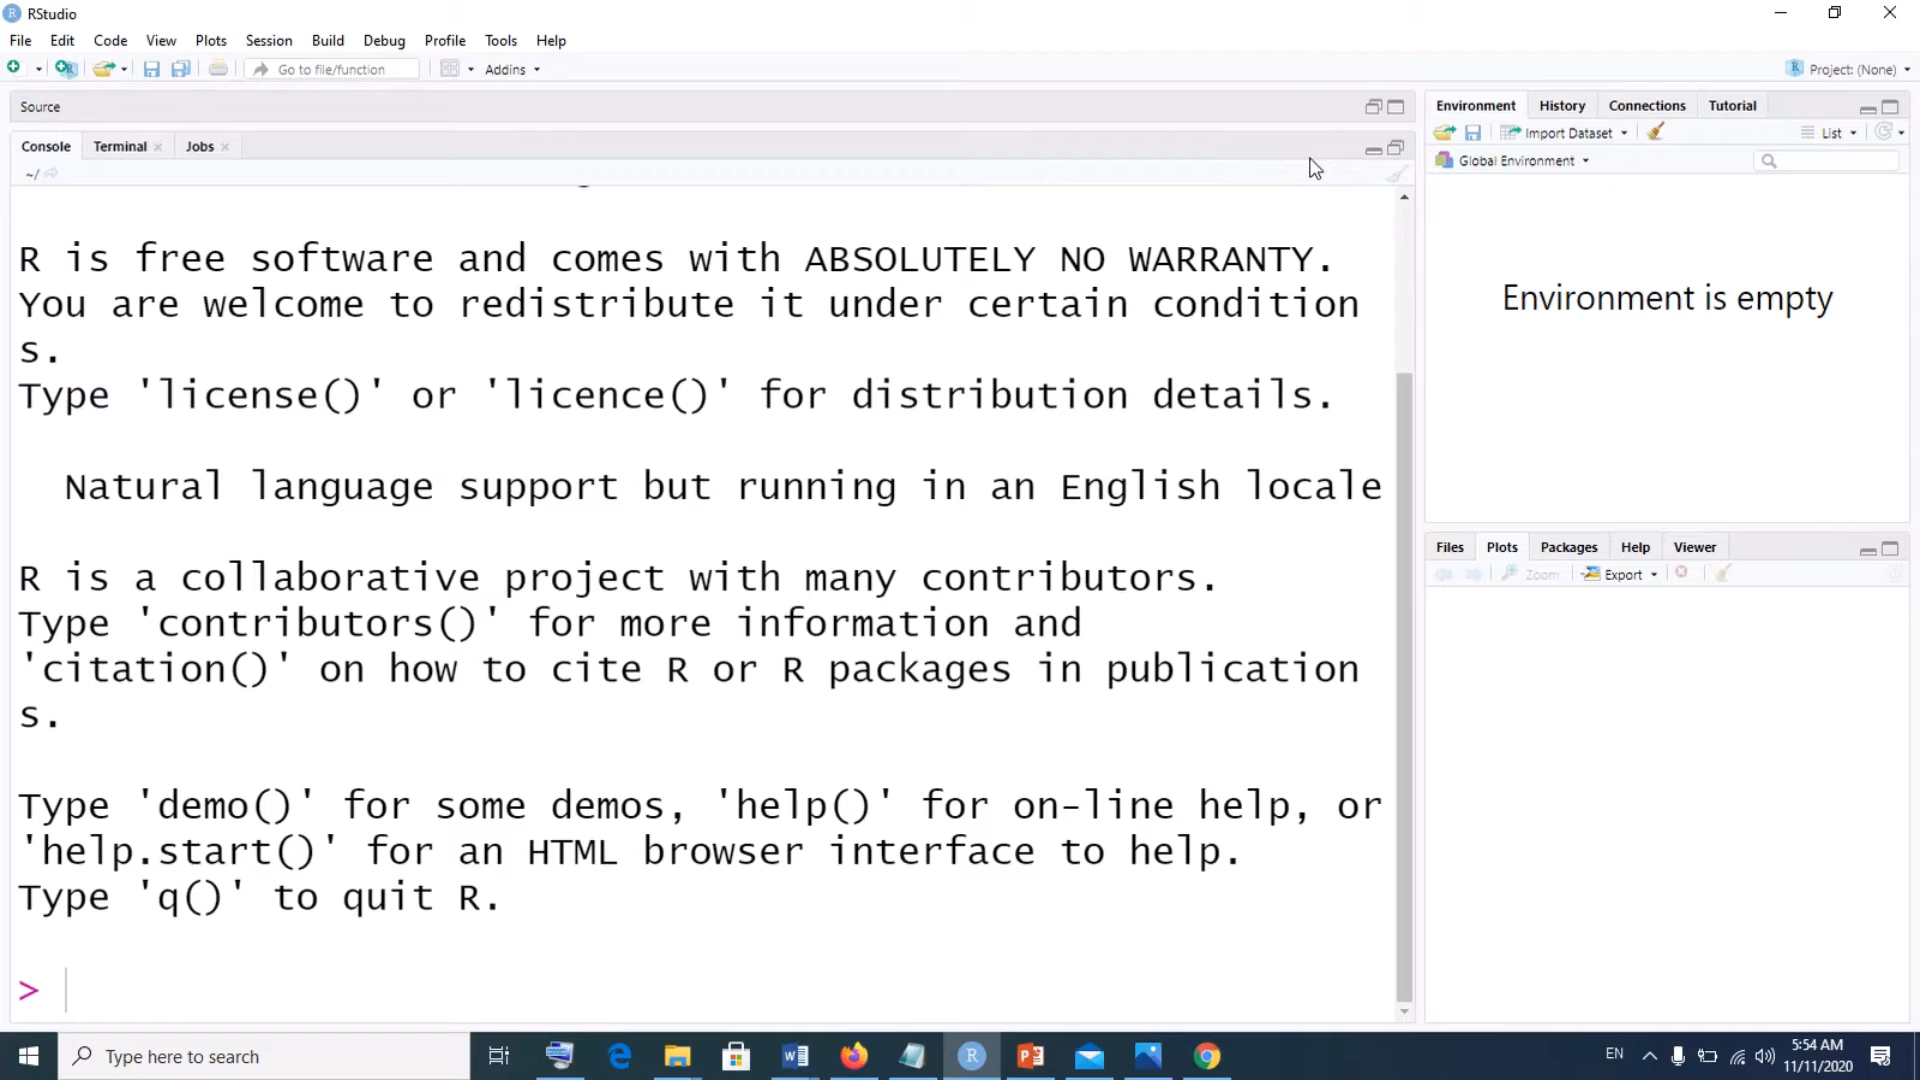 RStudio
File Edit Code View Plots Session Build Debug Profile Tools Help
Go to file/function Addins Project: (None)
Source
Console Terminal Jobs
~/
R is free software and comes with ABSOLUTELY NO WARRANTY.
You are welcome to redistribute it under certain condition
s.
Type 'license()' or 'licence()' for distribution details.
Natural language support but running in an English locale
R is a collaborative project with many contributors.
Type 'contributors()' for more information and
'citation()' on how to cite R or R packages in publication
s.
Type 'demo()' for some demos, 'help()' for on-line help, or
'help.start()' for an HTML browser interface to help.
Type 'q()' to quit R.
>
Environment History Connections Tutorial
Import Dataset List
Global Environment
Environment is empty
Files Plots Packages Help Viewer
Zoom Export
Type here to search
EN
5:54 AM
11/11/2020